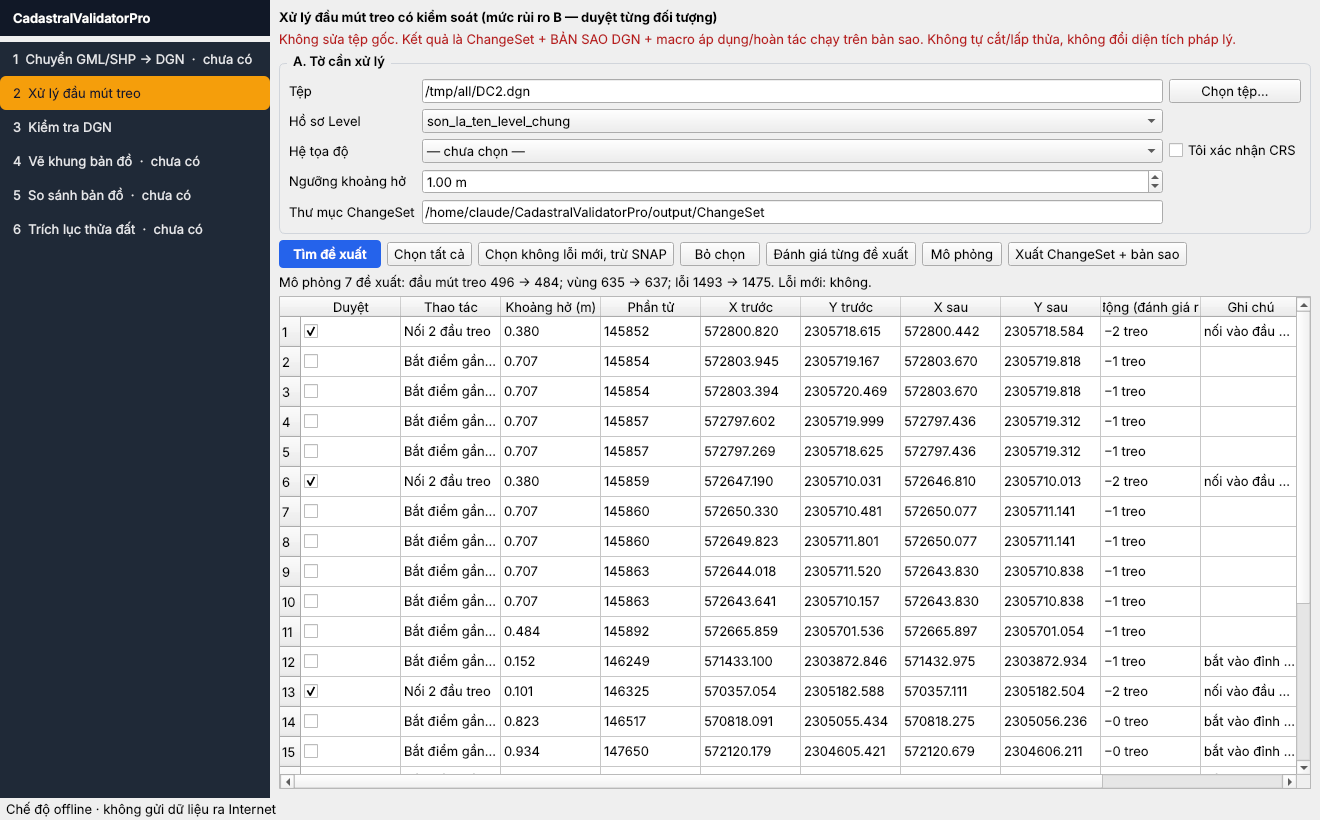 CadastralValidatorPro
1 Chuyển GML/SHP → DGN · chưa có
2 Xử lý đầu mút treo
3 Kiểm tra DGN
4 Vẽ khung bản đồ · chưa có
5 So sánh bản đồ · chưa có
6 Trích lục thửa đất · chưa có
Xử lý đầu mút treo có kiểm soát (mức rủi ro B — duyệt từng đối tượng)
Không sửa tệp gốc. Kết quả là ChangeSet + BẢN SAO DGN + macro áp dụng/hoàn tác chạy trên bản sao. Không tự cắt/lấp thửa, không đổi diện tích pháp lý.
A. Tờ cần xử lý
Tệp /tmp/all/DC2.dgn Chọn tệp...
Hồ sơ Level son_la_ten_level_chung
Hệ tọa độ — chưa chọn — Tôi xác nhận CRS
Ngưỡng khoảng hở 1.00 m
Thư mục ChangeSet /home/claude/CadastralValidatorPro/output/ChangeSet
Tìm đề xuất Chọn tất cả Chọn không lỗi mới, trừ SNAP Bỏ chọn Đánh giá từng đề xuất Mô phỏng Xuất ChangeSet + bản sao
Mô phỏng 7 đề xuất: đầu mút treo 496 → 484; vùng 635 → 637; lỗi 1493 → 1475. Lỗi mới: không.
Duyệt Thao tác Khoảng hở (m) Phần tử X trước Y trước X sau Y sau động (đánh giá r Ghi chú
1 Nối 2 đầu treo 0.380 145852 572800.820 2305718.615 572800.442 2305718.584 −2 treo nối vào đầu ...
2 Bắt điểm gần... 0.707 145854 572803.945 2305719.167 572803.670 2305719.818 −1 treo
3 Bắt điểm gần... 0.707 145854 572803.394 2305720.469 572803.670 2305719.818 −1 treo
4 Bắt điểm gần... 0.707 145857 572797.602 2305719.999 572797.436 2305719.312 −1 treo
5 Bắt điểm gần... 0.707 145857 572797.269 2305718.625 572797.436 2305719.312 −1 treo
6 Nối 2 đầu treo 0.380 145859 572647.190 2305710.031 572646.810 2305710.013 −2 treo nối vào đầu ...
7 Bắt điểm gần... 0.707 145860 572650.330 2305710.481 572650.077 2305711.141 −1 treo
8 Bắt điểm gần... 0.707 145860 572649.823 2305711.801 572650.077 2305711.141 −1 treo
9 Bắt điểm gần... 0.707 145863 572644.018 2305711.520 572643.830 2305710.838 −1 treo
10 Bắt điểm gần... 0.707 145863 572643.641 2305710.157 572643.830 2305710.838 −1 treo
11 Bắt điểm gần... 0.484 145892 572665.859 2305701.536 572665.897 2305701.054 −1 treo
12 Bắt điểm gần... 0.152 146249 571433.100 2303872.846 571432.975 2303872.934 −1 treo bắt vào đỉnh ...
13 Nối 2 đầu treo 0.101 146325 570357.054 2305182.588 570357.111 2305182.504 −2 treo nối vào đầu ...
14 Bắt điểm gần... 0.823 146517 570818.091 2305055.434 570818.275 2305056.236 −0 treo bắt vào đỉnh ...
15 Bắt điểm gần... 0.934 147650 572120.179 2304605.421 572120.679 2304606.211 −0 treo bắt vào đỉnh ...
Chế độ offline · không gửi dữ liệu ra Internet